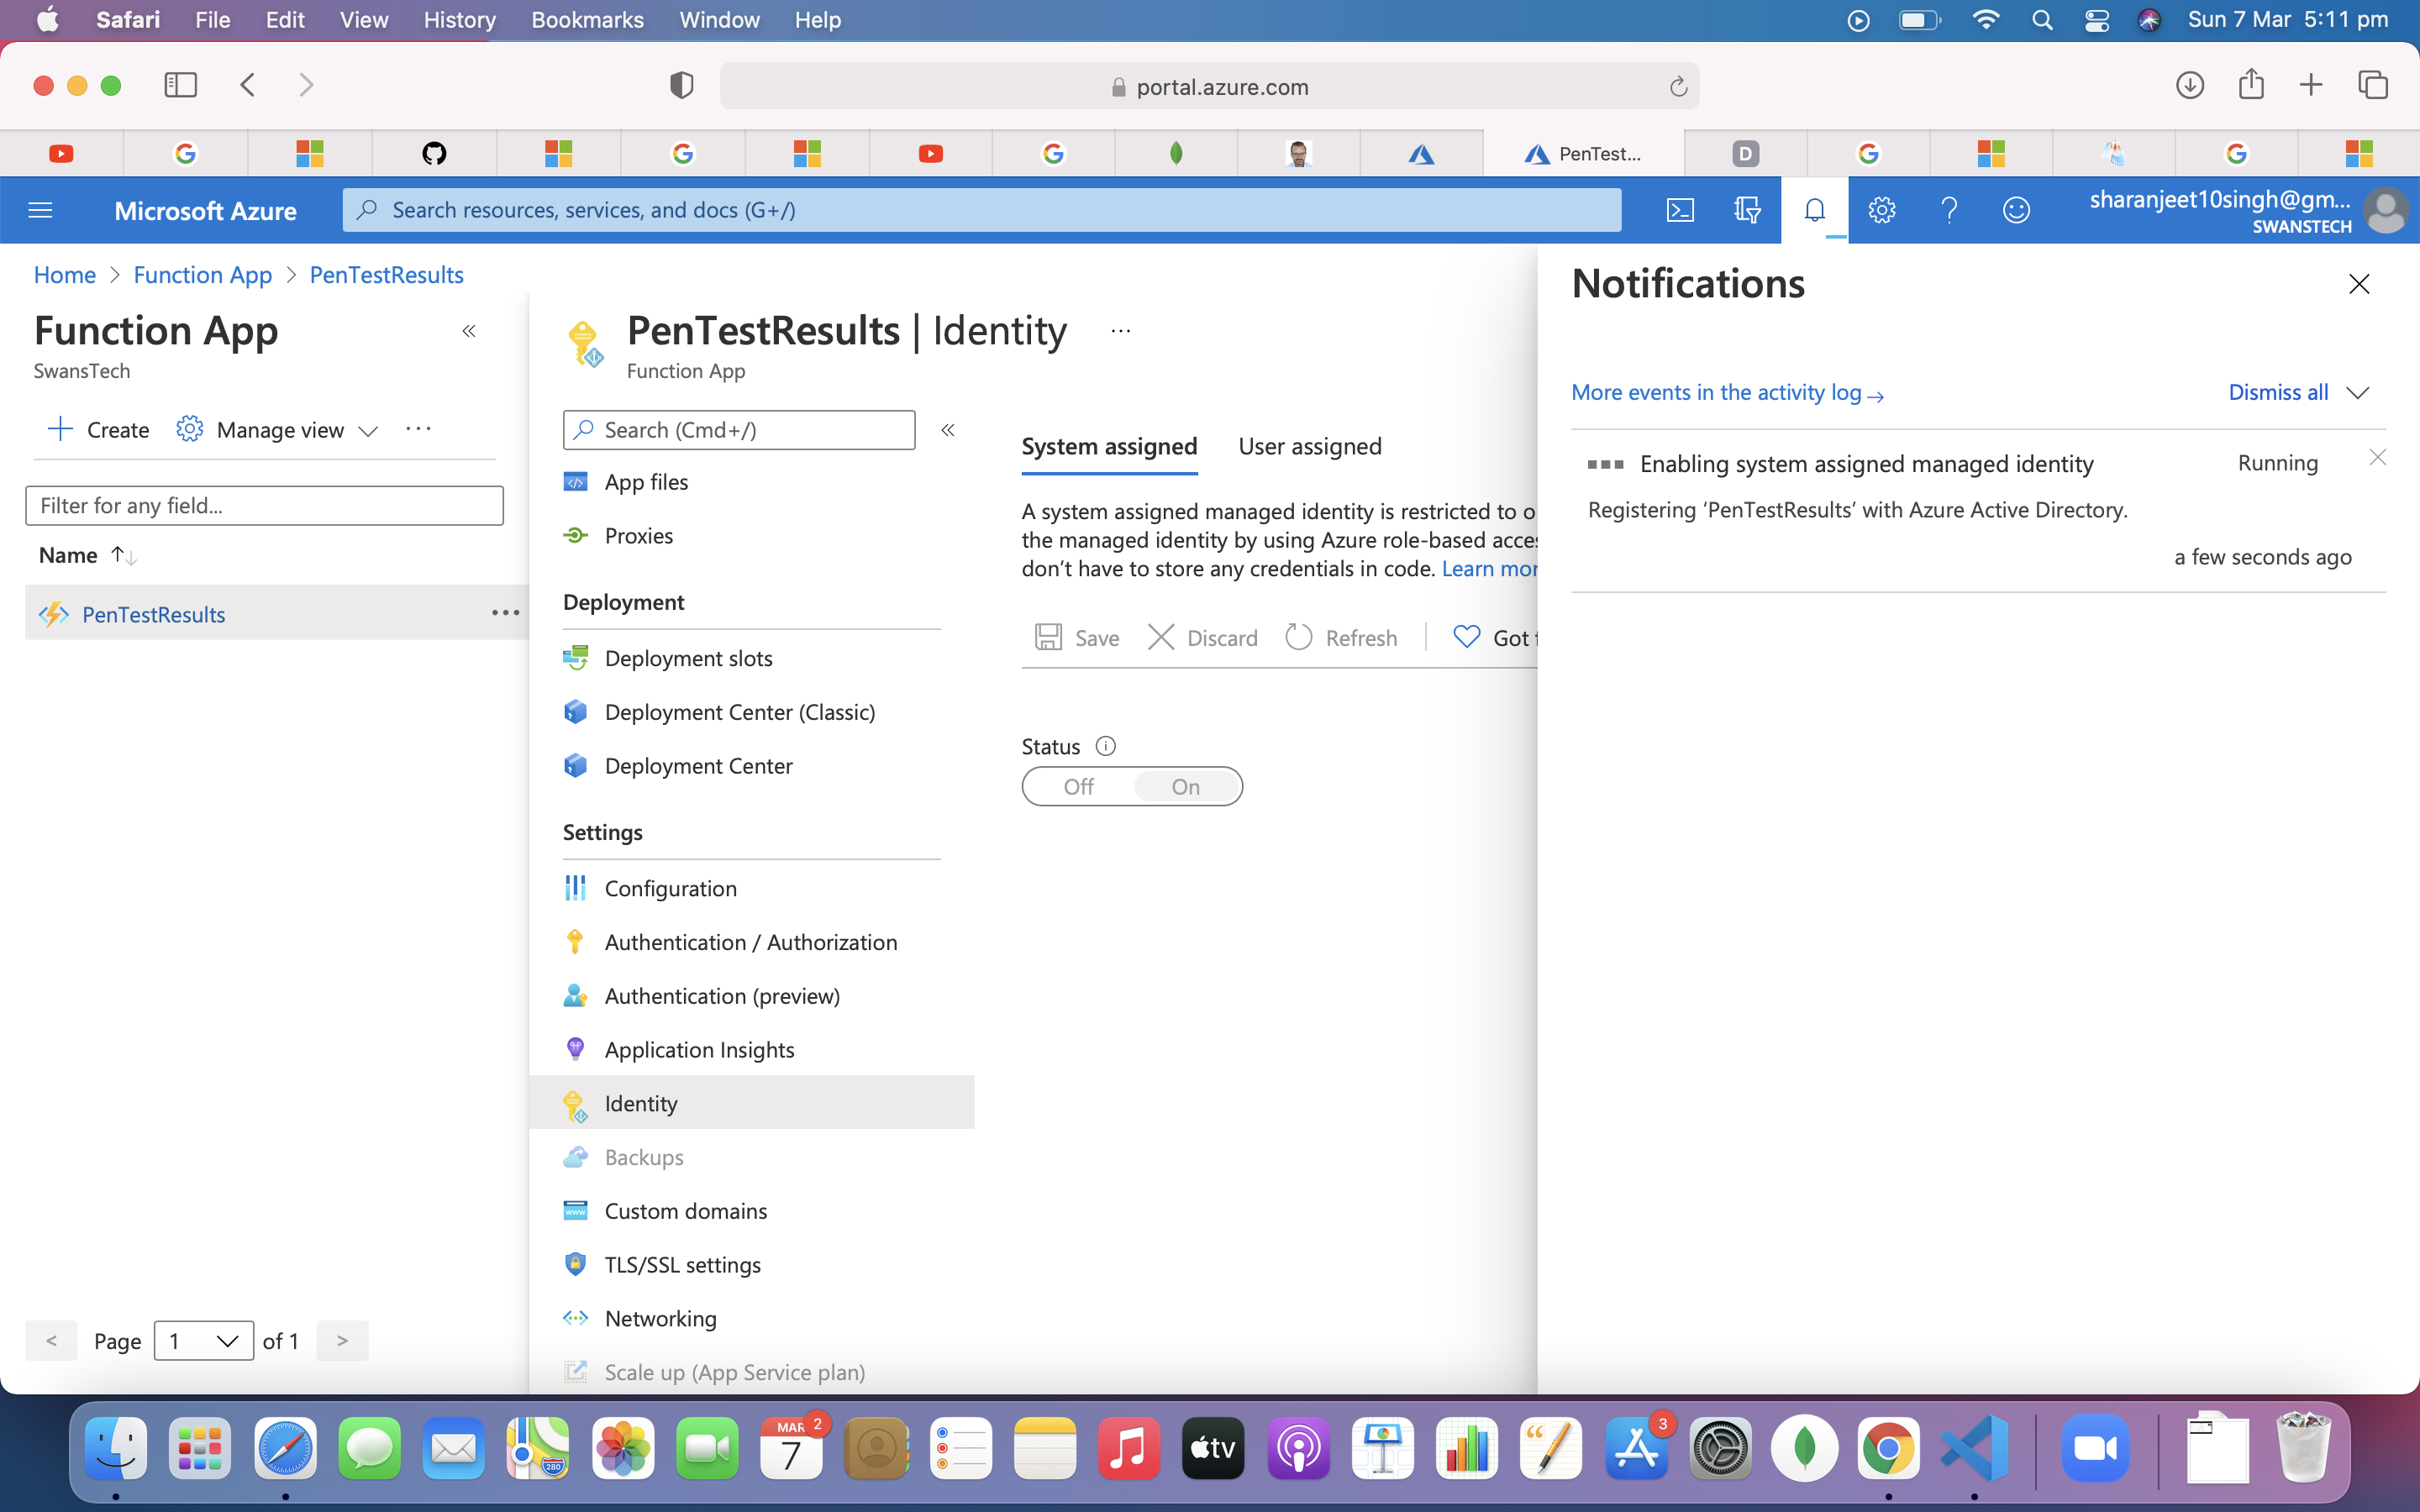 Safari File Edit View History Bookmarks Window Help Sun 7 Mar 5:11 pm
portal.azure.com
PenTest... D
Microsoft Azure Search resources, services, and docs (G+/) sharanjeet10singh@gm...
SWANSTECH
Home > Function App > PenTestResults
Function App «
SwansTech
Create Manage view ...
Filter for any field...
Name ↑↓
PenTestResults ...
< Page 1 of 1 >
PenTestResults | Identity ...
Function App
Search (Cmd+/) «
App files
Proxies
Deployment
Deployment slots
Deployment Center (Classic)
Deployment Center
Settings
Configuration
Authentication / Authorization
Authentication (preview)
Application Insights
Identity
Backups
Custom domains
TLS/SSL settings
Networking
Scale up (App Service plan)
System assigned User assigned
A system assigned managed identity is restricted to o
the managed identity by using Azure role-based acce
don't have to store any credentials in code. Learn mor
Save Discard Refresh Got
Status
Off On
Notifications
More events in the activity log → Dismiss all
Enabling system assigned managed identity Running
Registering 'PenTestResults' with Azure Active Directory.
a few seconds ago
MAR 2
7
280
tv
3